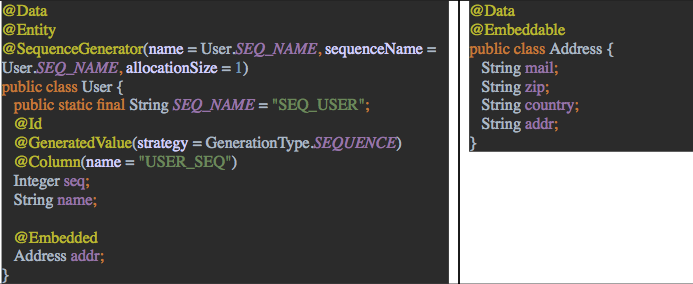 @Data
@Entity
@SequenceGenerator(name = User.SEQ_NAME, sequenceName =
User.SEQ_NAME, allocationSize = 1)
public class User {
public static final String SEQ_NAME = "SEQ_USER";
@Id
@GeneratedValue(strategy = GenerationType.SEQUENCE)
@Column(name = "USER_SEQ")
Integer seq;
String name;
@Embedded
Address addr;
}
@Data
@Embeddable
public class Address {
String mail;
String zip;
String country;
String addr;
}